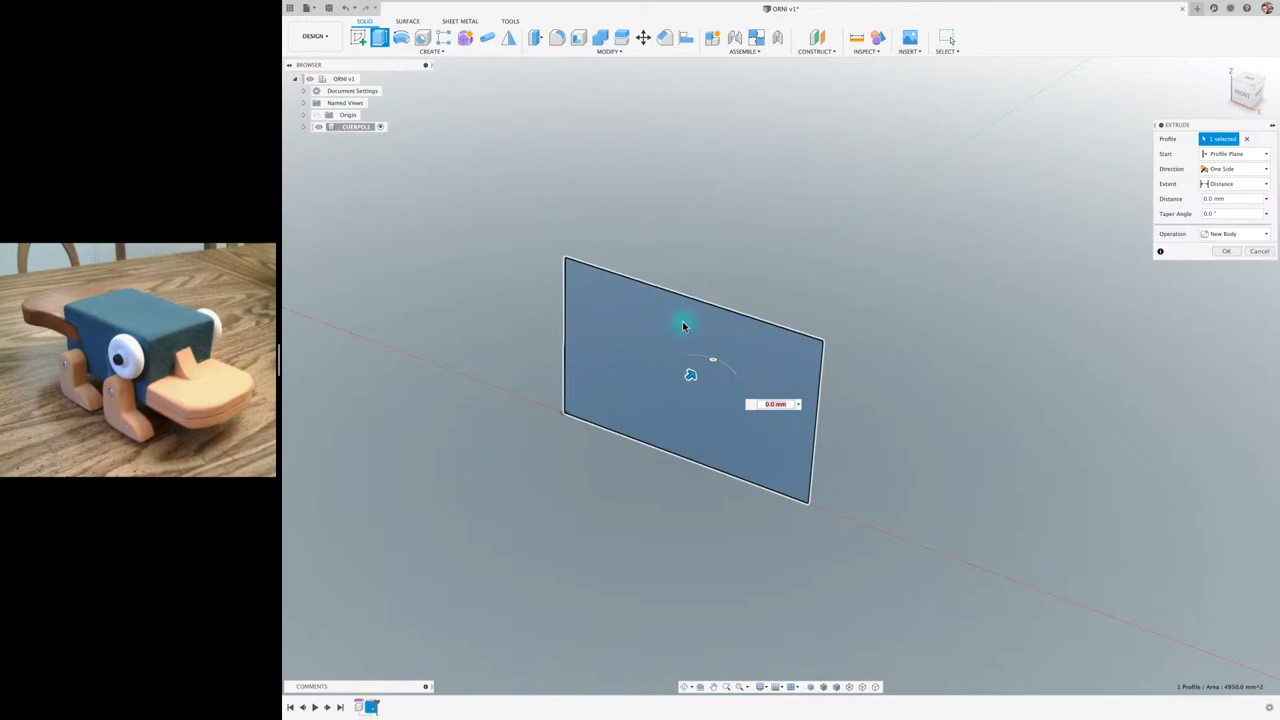 ORNI v1*
SOLID SURFACE SHEET METAL TOOLS
DESIGN
CREATE MODIFY ASSEMBLE CONSTRUCT INSPECT INSERT SELECT
BROWSER
ORNI v1
Document Settings
Named Views
Origin
CUERPO:1
FRONT
Z
X
EXTRUDE
Profile 1 selected
Start Profile Plane
Direction One Side
Extent Distance
Distance 0.0 mm
Taper Angle 0.0 °
Operation New Body
OK Cancel
0.0 mm
COMMENTS
1 Profile | Area : 4950.0 mm^2